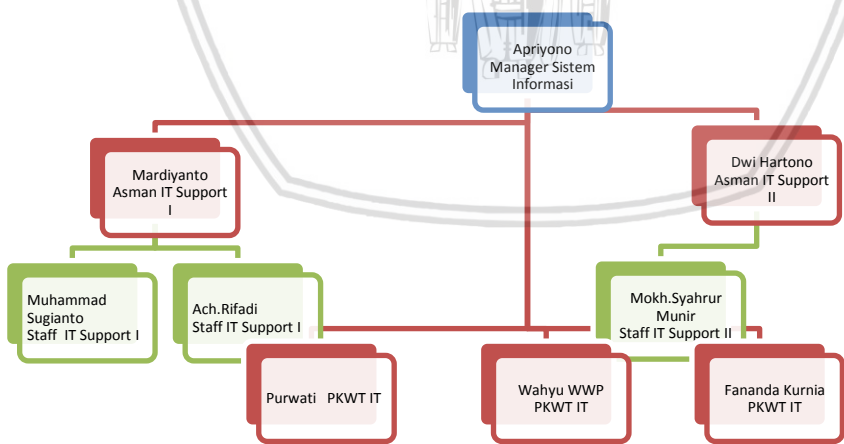 Apriyono
Manager Sistem
Informasi
Mardiyanto
Asman IT Support
I
Dwi Hartono
Asman IT Support
II
Muhammad
Sugianto
Staff IT Support I
Ach.Rifadi
Staff IT Support I
Mokh.Syahrur
Munir
Staff IT Support II
Purwati PKWT IT
Wahyu WWP
PKWT IT
Fananda Kurnia
PKWT IT